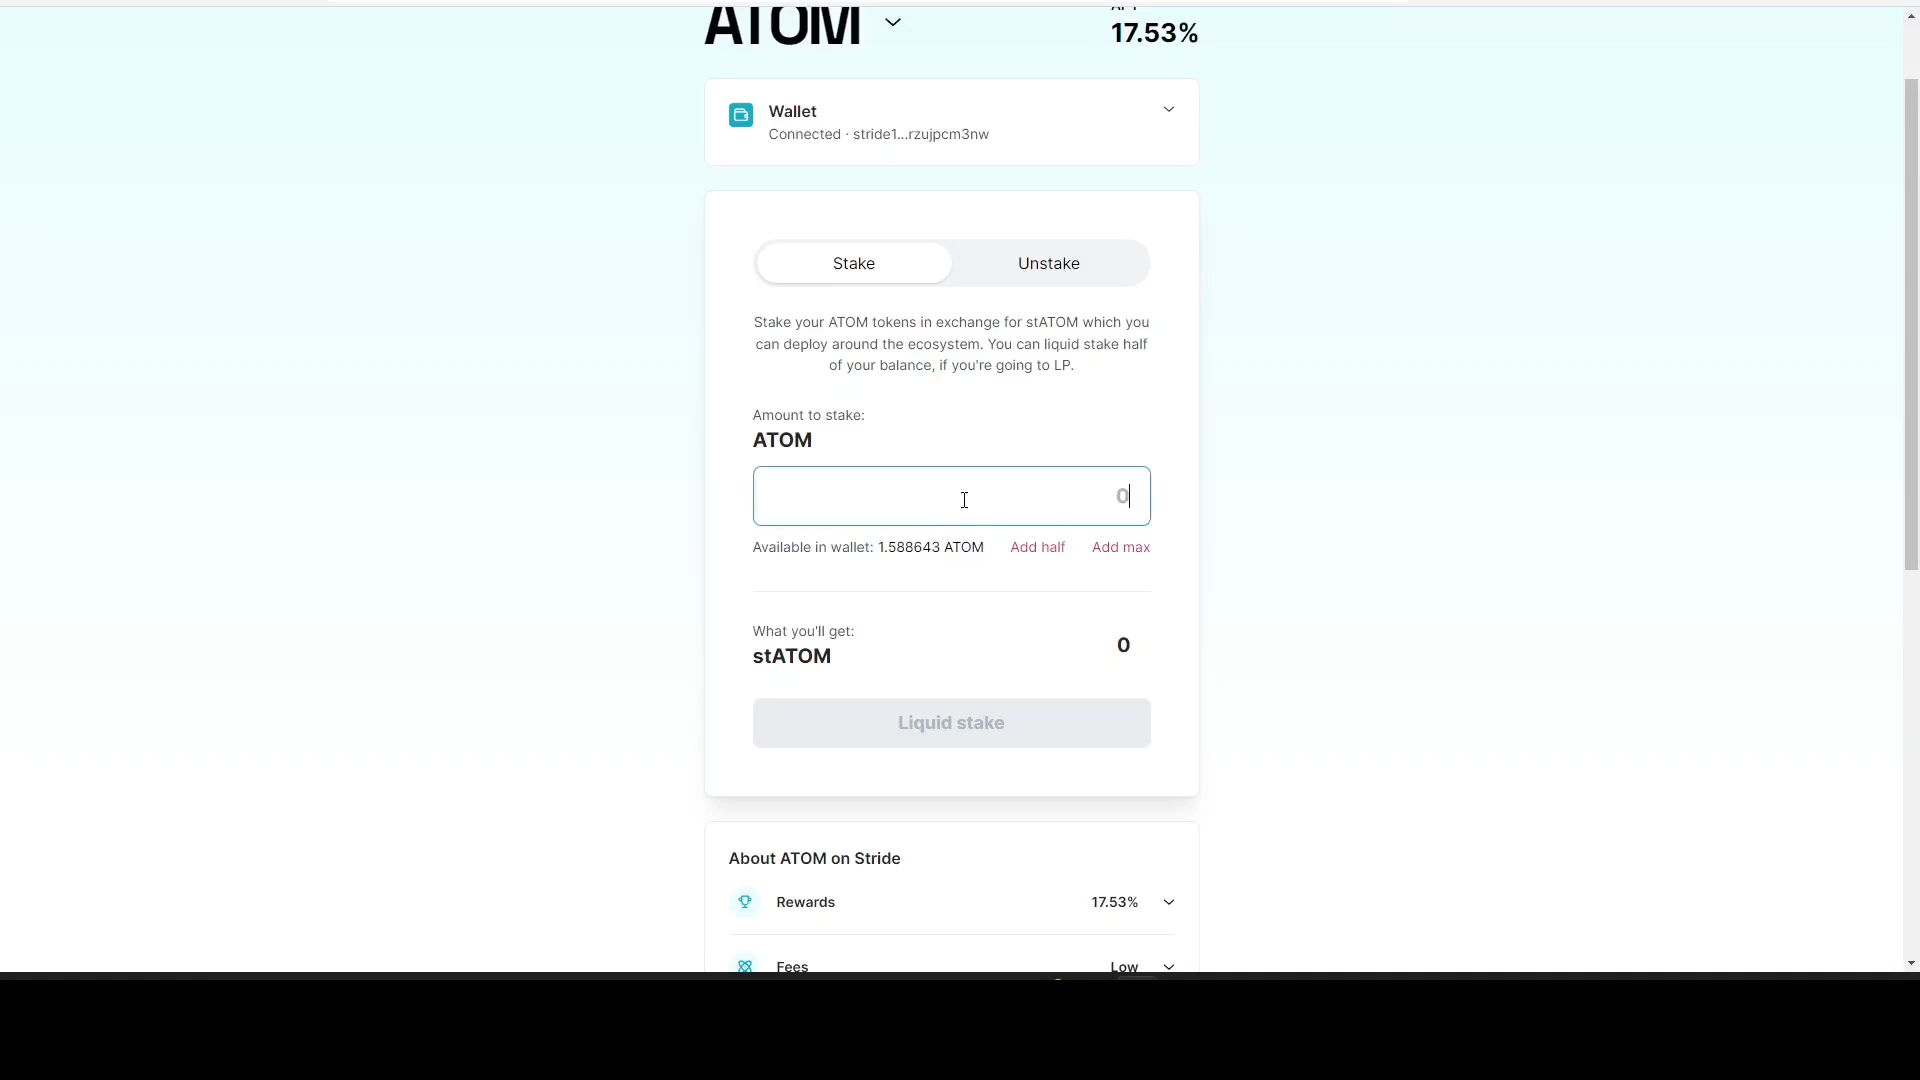 ATOM
17.53%
Wallet
Connected · stride1...rzujpcm3nw
Stake
Unstake
Stake your ATOM tokens in exchange for stATOM which you
can deploy around the ecosystem. You can liquid stake half
of your balance, if you're going to LP.
Amount to stake:
ATOM
0
Available in wallet: 1.588643 ATOM
Add half
Add max
What you'll get:
stATOM
0
Liquid stake
About ATOM on Stride
Rewards
17.53%
Fees
Low